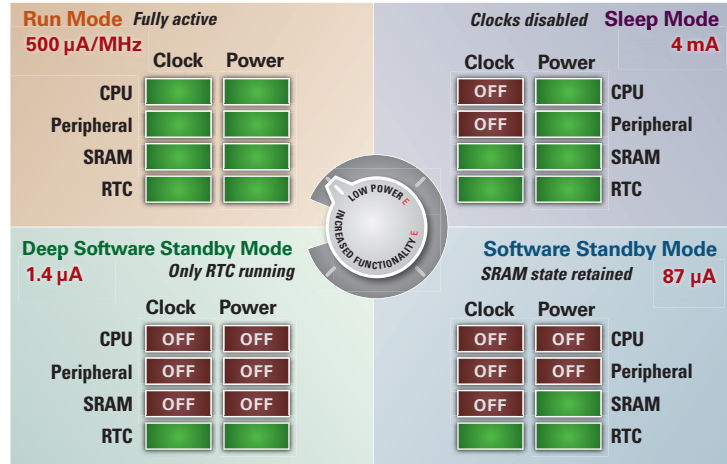 Run Mode Fully active
500 µA/MHz
Clock Power
CPU
Peripheral
SRAM
RTC
Clocks disabled Sleep Mode
4 mA
Clock Power
OFF CPU
OFF Peripheral
SRAM
RTC
LOW POWER E
INCREASED FUNCTIONALITY E
Deep Software Standby Mode
1.4 µA Only RTC running
Clock Power
CPU OFF OFF
Peripheral OFF OFF
SRAM OFF OFF
RTC
Software Standby Mode
SRAM state retained 87 µA
Clock Power
OFF OFF CPU
OFF OFF Peripheral
OFF SRAM
RTC